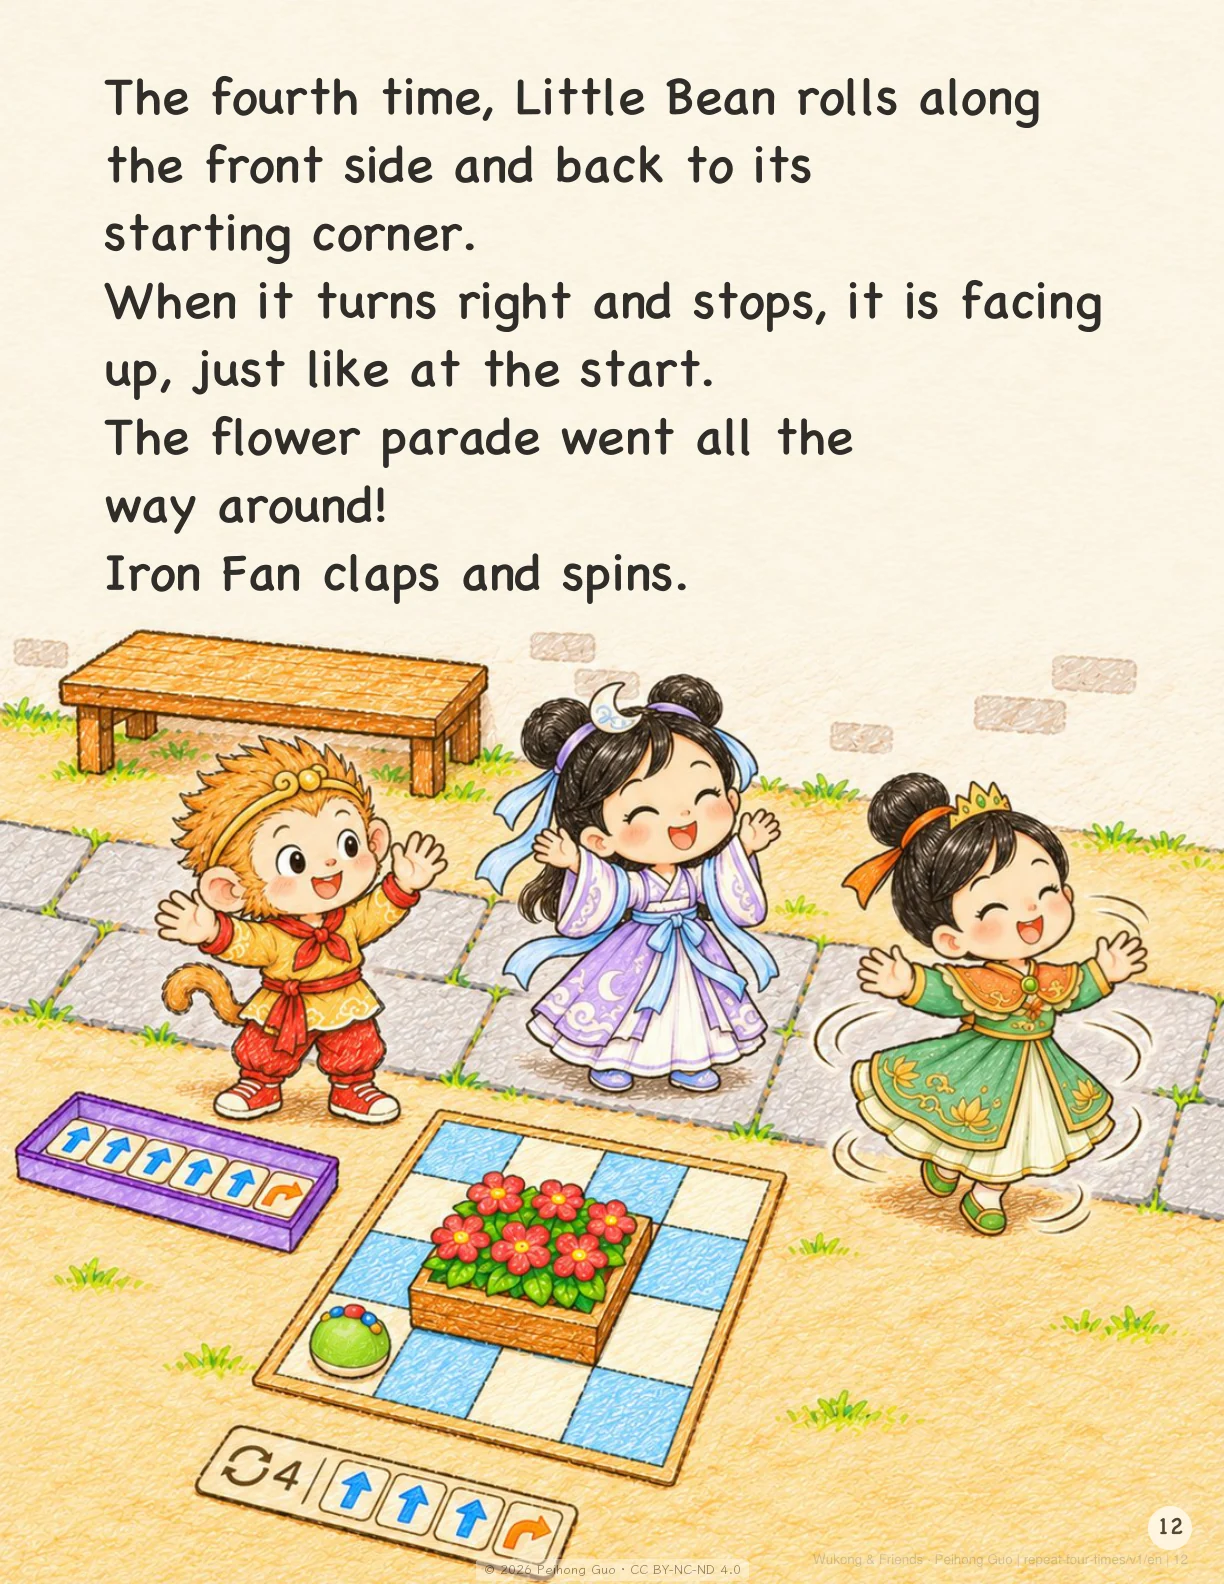 The fourth time, Little Bean rolls along
the front side and back to its
starting corner.
When it turns right and stops, it is facing
up, just like at the start.
The flower parade went all the
way around!
Iron Fan claps and spins.
4
12
Wukong & Friends · Peihong Guo | repeat-four-times/v1/en | 12
© 2026 Peihong Guo • CC BY-NC-ND 4.0